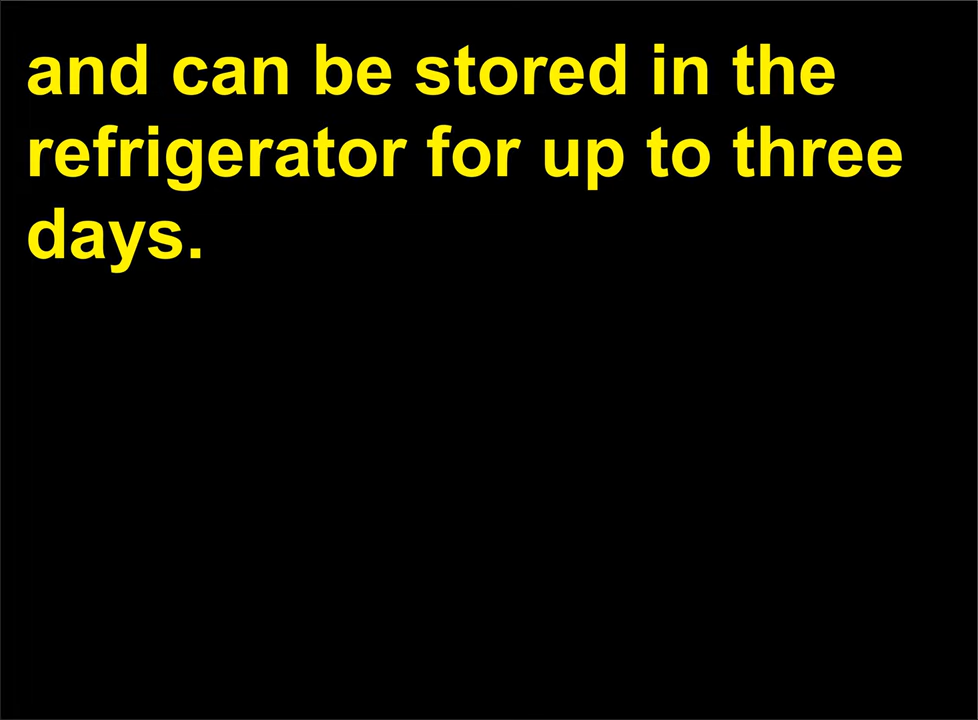 and can be stored in the
refrigerator for up to three
days.